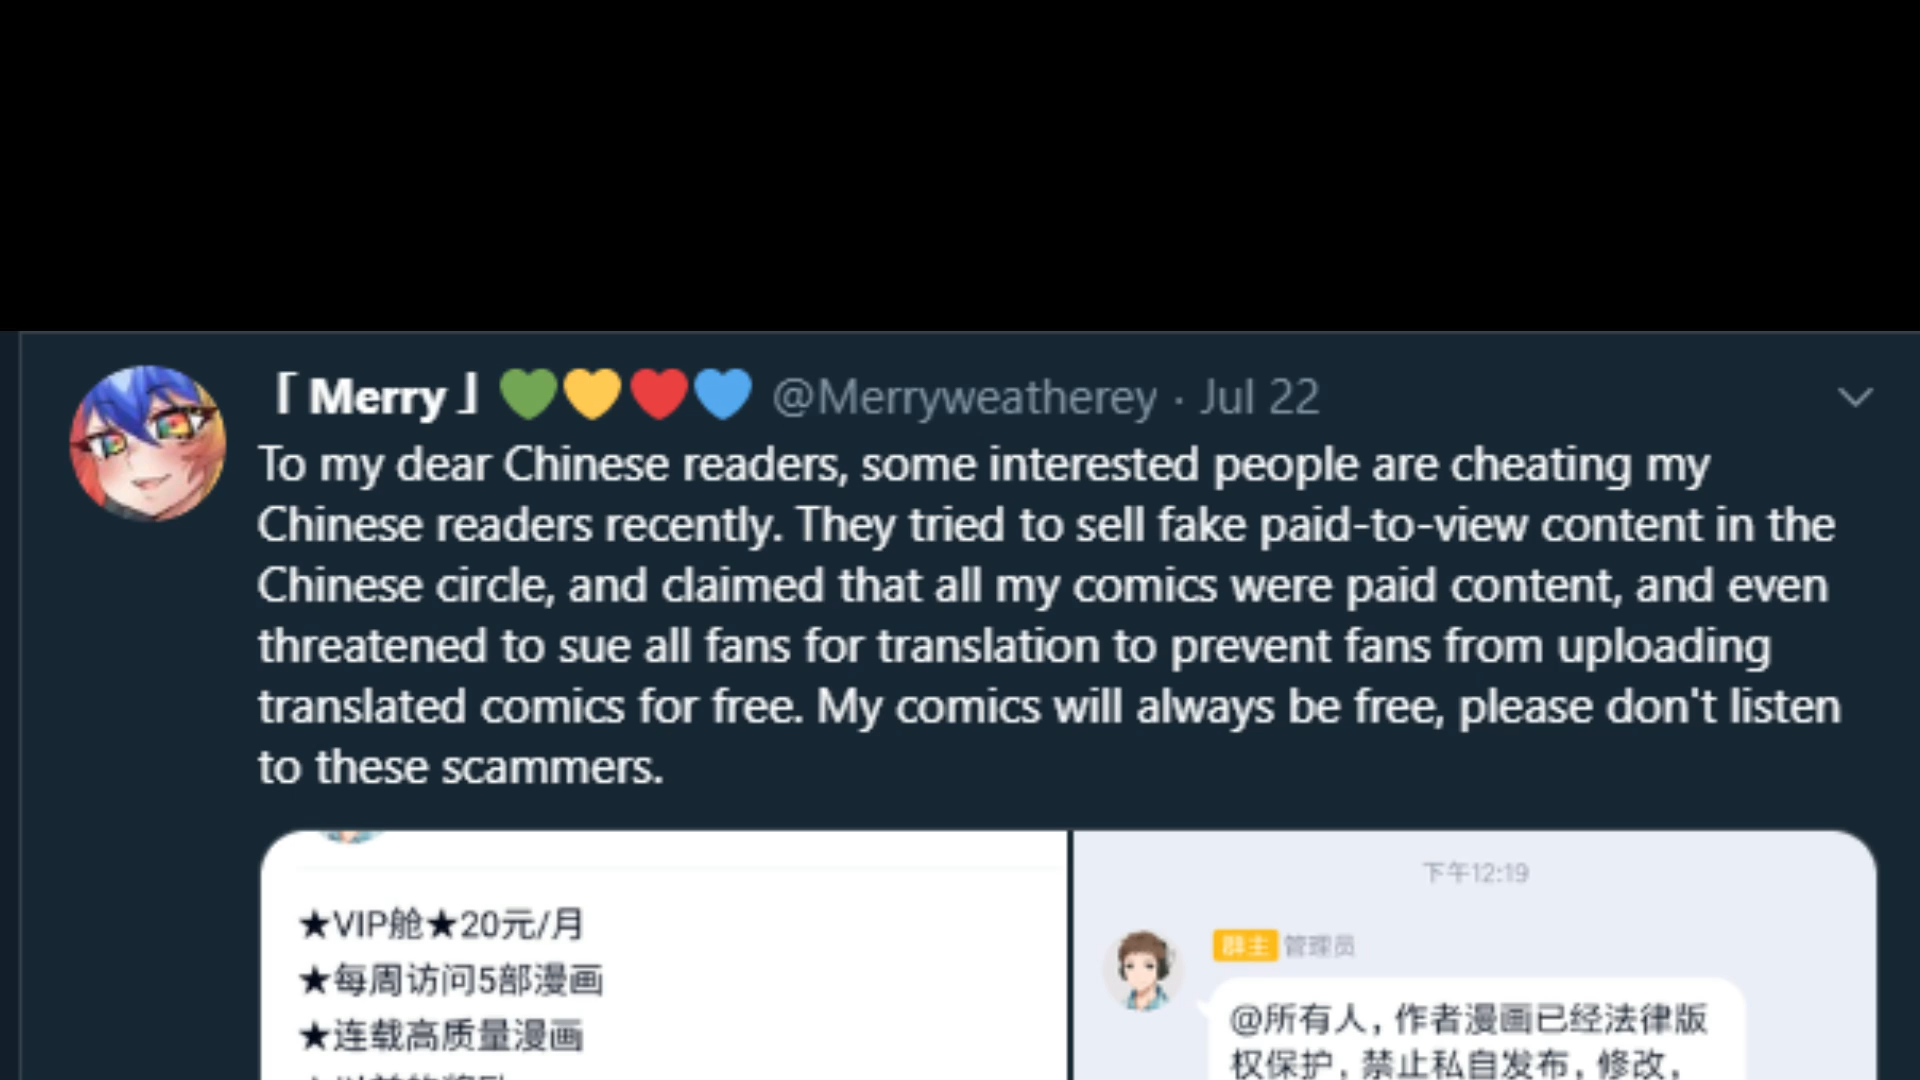 「Merry」💚💛❤️💙 @Merryweatherey · Jul 22
To my dear Chinese readers, some interested people are cheating my
Chinese readers recently. They tried to sell fake paid-to-view content in the
Chinese circle, and claimed that all my comics were paid content, and even
threatened to sue all fans for translation to prevent fans from uploading
translated comics for free. My comics will always be free, please don't listen
to these scammers.
★VIP舱★20元/月
★每周访问5部漫画
★连载高质量漫画
下午12:19
群主 管理员
@所有人，作者漫画已经法律版
权保护，禁止私自发布，修改，